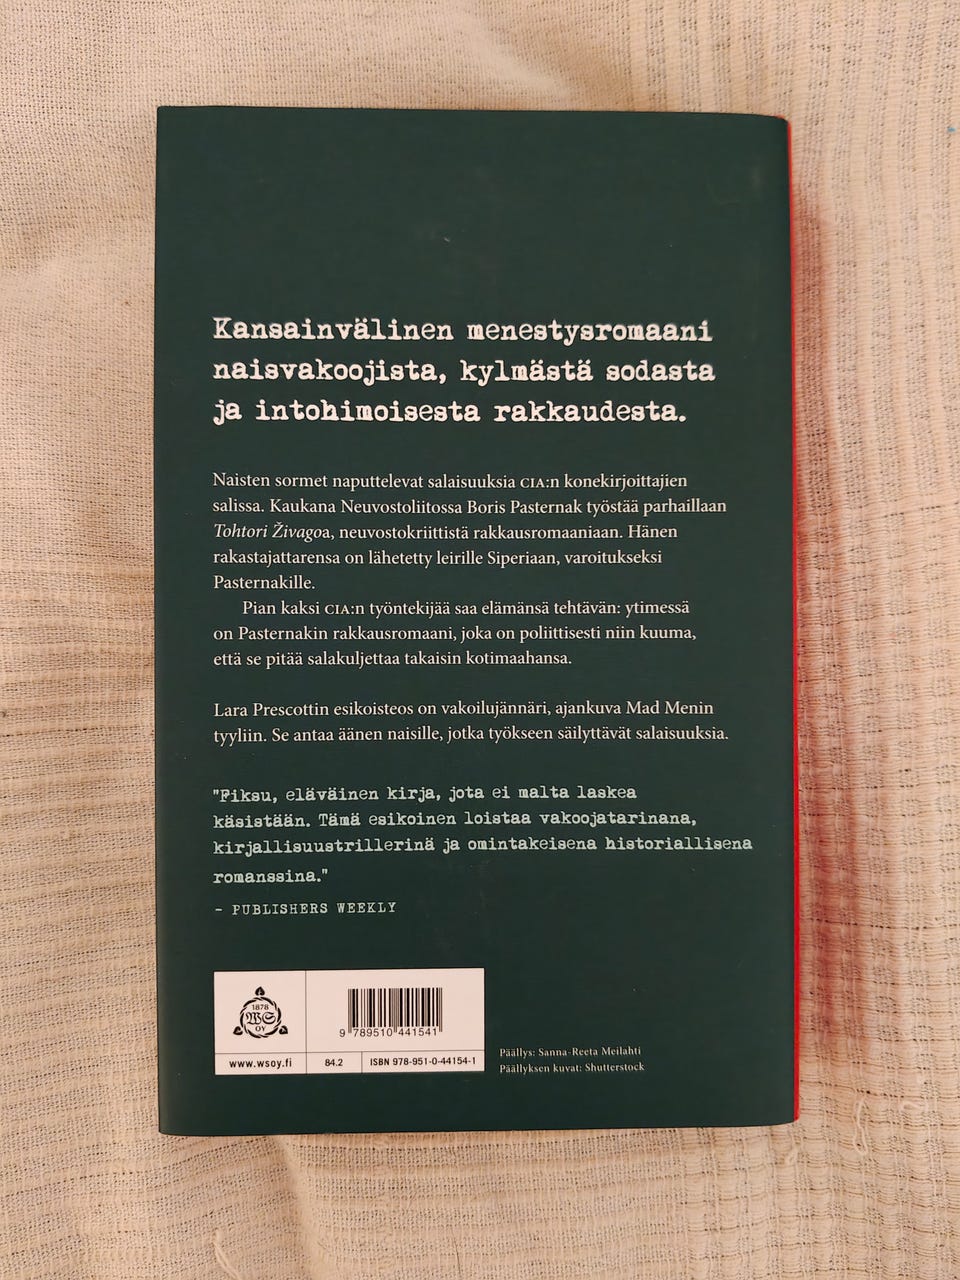 Kansainvälinen menestysromaani
naisvakoojista, kylmästä sodasta
ja intohimoisesta rakkaudesta.
Naisten sormet naputtelevat salaisuuksia CIA:n konekirjoittajien
salissa. Kaukana Neuvostoliitossa Boris Pasternak työstää parhaillaan
Tohtori Živagoa, neuvostokriittistä rakkausromaaniaan. Hänen
rakastajattarensa on lähetetty leirille Siperiaan, varoitukseksi
Pasternakille.
Pian kaksi CIA:n työntekijää saa elämänsä tehtävän: ytimessä
on Pasternakin rakkausromaani, joka on poliittisesti niin kuuma,
että se pitää salakuljettaa takaisin kotimaahansa.
Lara Prescottin esikoisteos on vakoilujännäri, ajankuva Mad Menin
tyyliin. Se antaa äänen naisille, jotka työkseen säilyttävät salaisuuksia.
"Fiksu, eläväinen kirja, jota ei malta laskea
käsistään. Tämä esikoinen loistaa vakoojatarinana,
kirjallisuustrillerinä ja omintakeisena historiallisena
romanssina."
– PUBLISHERS WEEKLY
1878
WS
OY
9 789510 441541
www.wsoy.fi
84.2
ISBN 978-951-0-44154-1
Päällys: Sanna-Reeta Meilahti
Päällyksen kuvat: Shutterstock